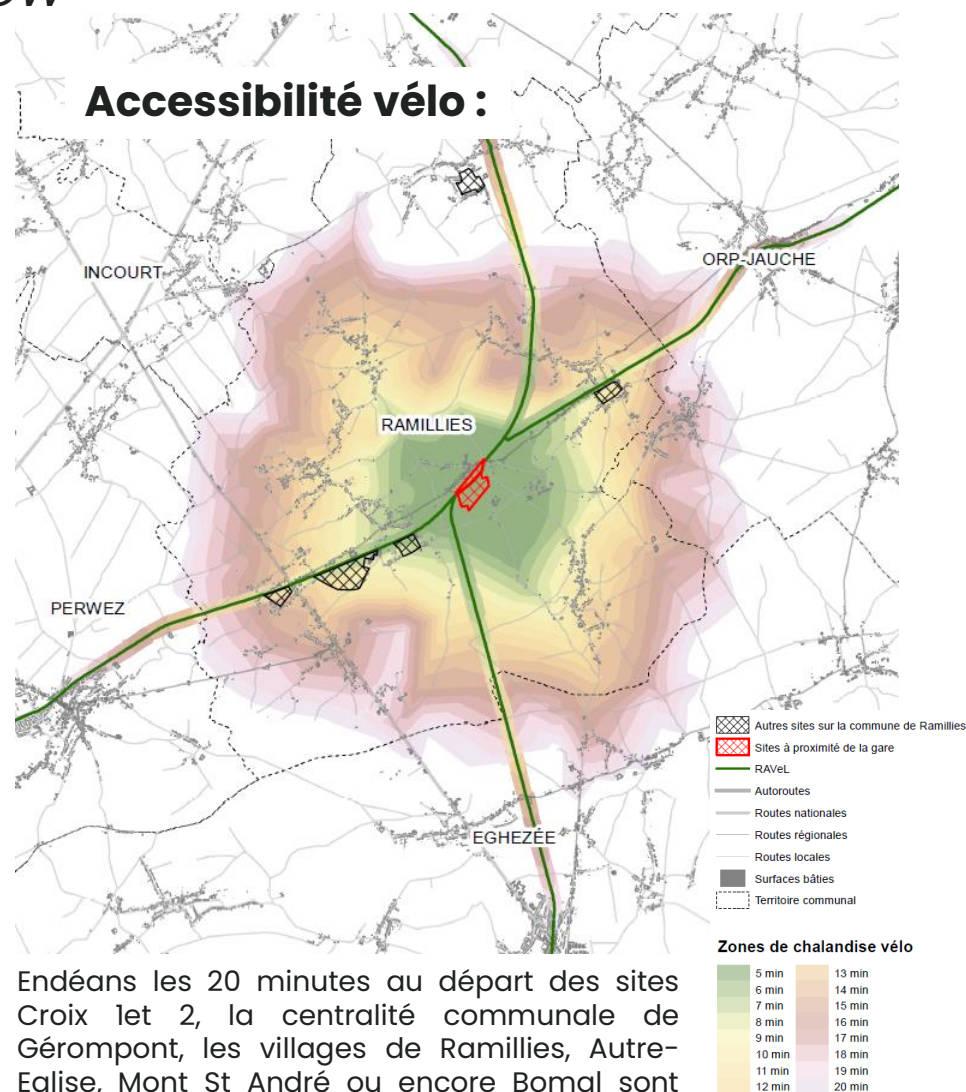 Accessibilité vélo :
INCOURT
ORP-JAUCHE
RAMILLIES
PERWEZ
EGHEZÉE
Autres sites sur la commune de Ramillies
Sites à proximité de la gare
RAVeL
Autoroutes
Routes nationales
Routes régionales
Routes locales
Surfaces bâties
Territoire communal
Zones de chalandise vélo
5 min 13 min
6 min 14 min
7 min 15 min
8 min 16 min
9 min 17 min
10 min 18 min
11 min 19 min
12 min 20 min
Endéans les 20 minutes au départ des sites
Croix 1et 2, la centralité communale de
Gérompont, les villages de Ramillies, Autre-
Eglise, Mont St André ou encore Bomal sont